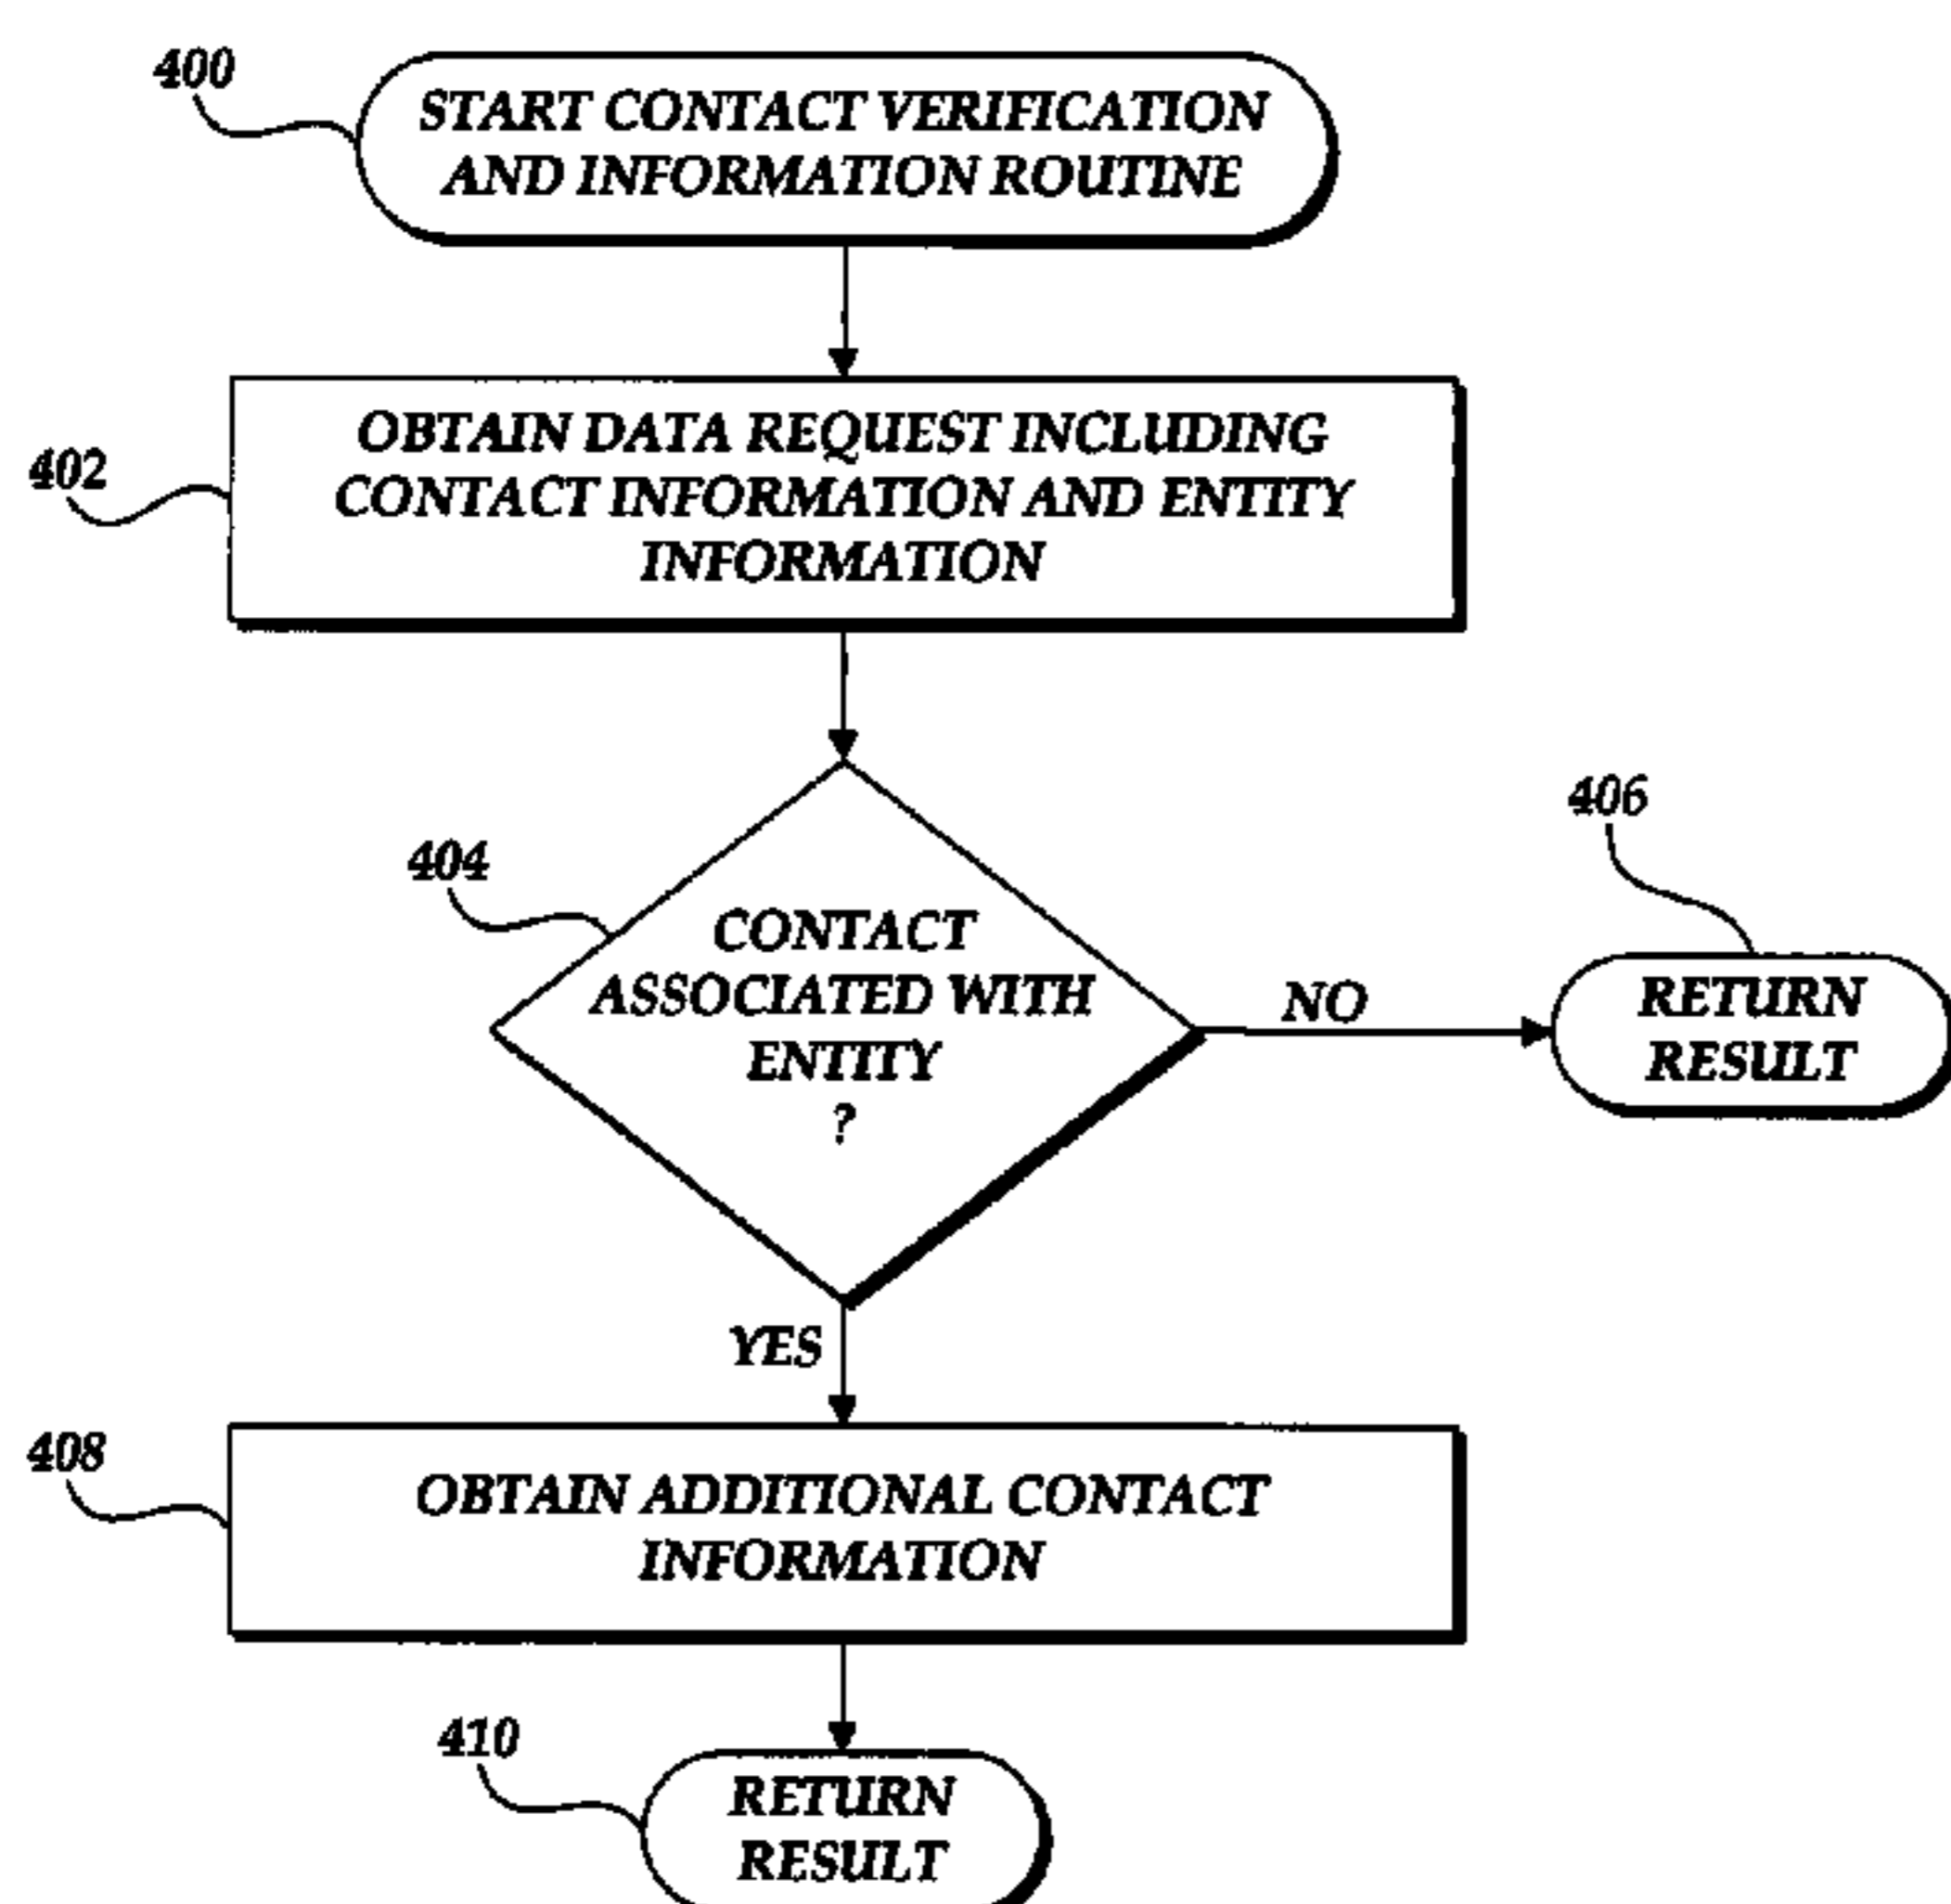 400
START CONTACT VERIFICATION
AND INFORMATION ROUTINE
402
OBTAIN DATA REQUEST INCLUDING
CONTACT INFORMATION AND ENTITY
INFORMATION
404
CONTACT
ASSOCIATED WITH
ENTITY
?
NO
406
RETURN
RESULT
YES
408
OBTAIN ADDITIONAL CONTACT
INFORMATION
410
RETURN
RESULT